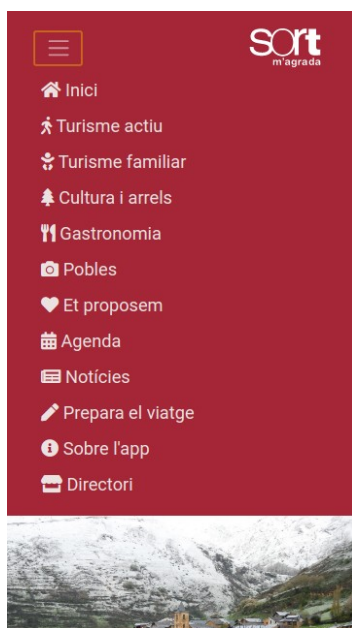 sort
m'agrada
Inici
Turisme actiu
Turisme familiar
Cultura i arrels
Gastronomia
Pobles
Et proposem
Agenda
Notícies
Prepara el viatge
Sobre l'app
Directori